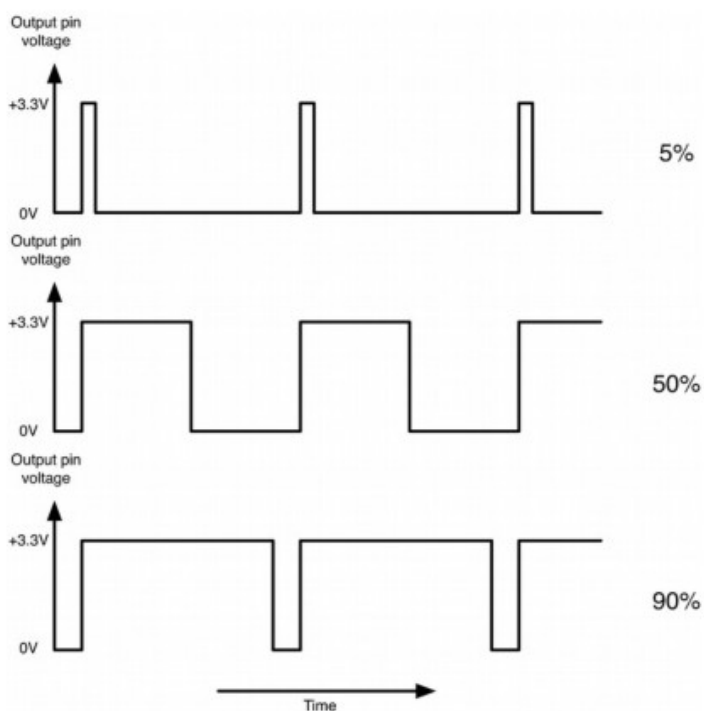 Output pin
voltage
+3.3V
5%
0V
Output pin
voltage
+3.3V
50%
0V
Output pin
voltage
+3.3V
90%
0V
Time